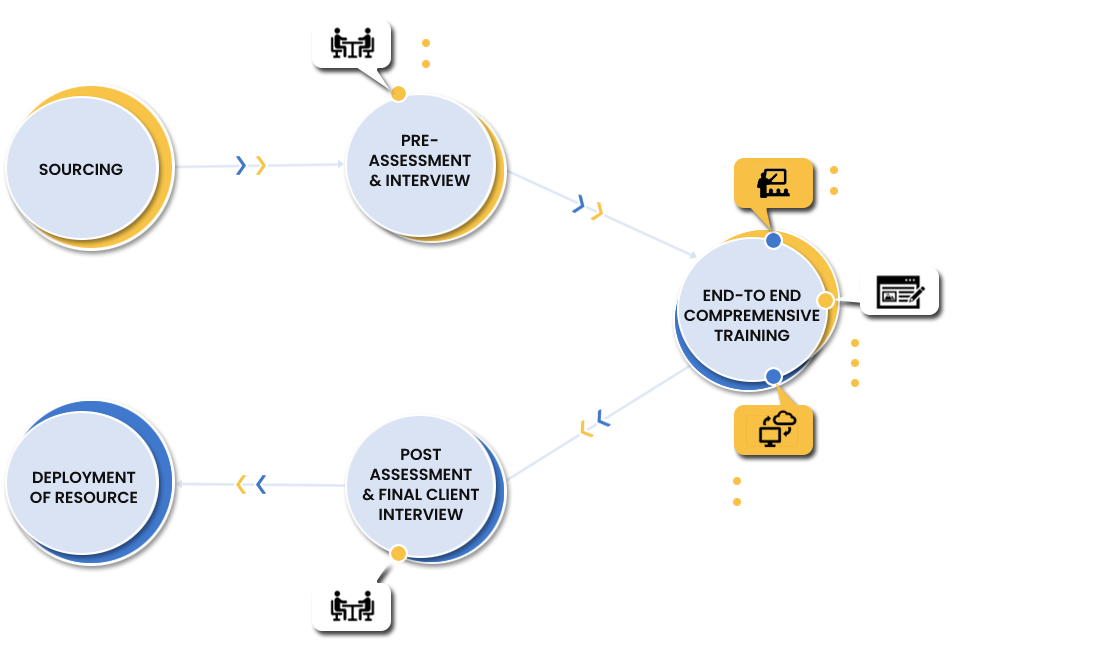 SOURCING
PRE-
ASSESSMENT
& INTERVIEW
END-TO END
COMPREMENSIVE
TRAINING
POST
ASSESSMENT
& FINAL CLIENT
INTERVIEW
DEPLOYMENT
OF RESOURCE